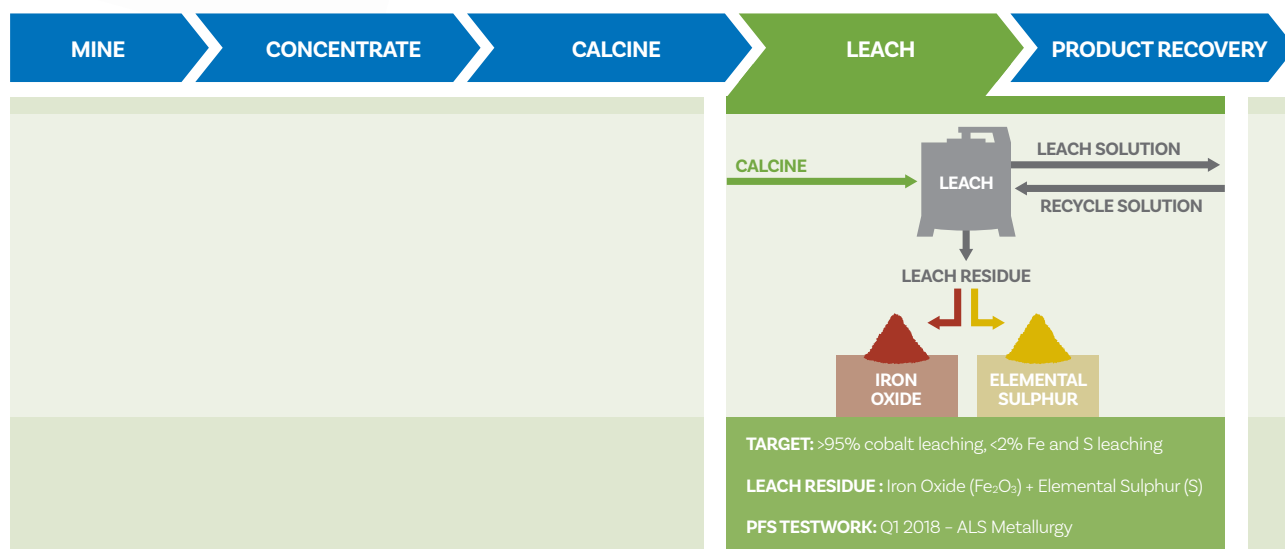 MINE
CONCENTRATE
CALCINE
LEACH
PRODUCT RECOVERY
CALCINE
LEACH
LEACH SOLUTION
RECYCLE SOLUTION
LEACH RESIDUE
IRON
OXIDE
ELEMENTAL
SULPHUR
TARGET: >95% cobalt leaching, <2% Fe and S leaching
LEACH RESIDUE : Iron Oxide (Fe₂O₃) + Elemental Sulphur (S)
PFS TESTWORK: Q1 2018 – ALS Metallurgy